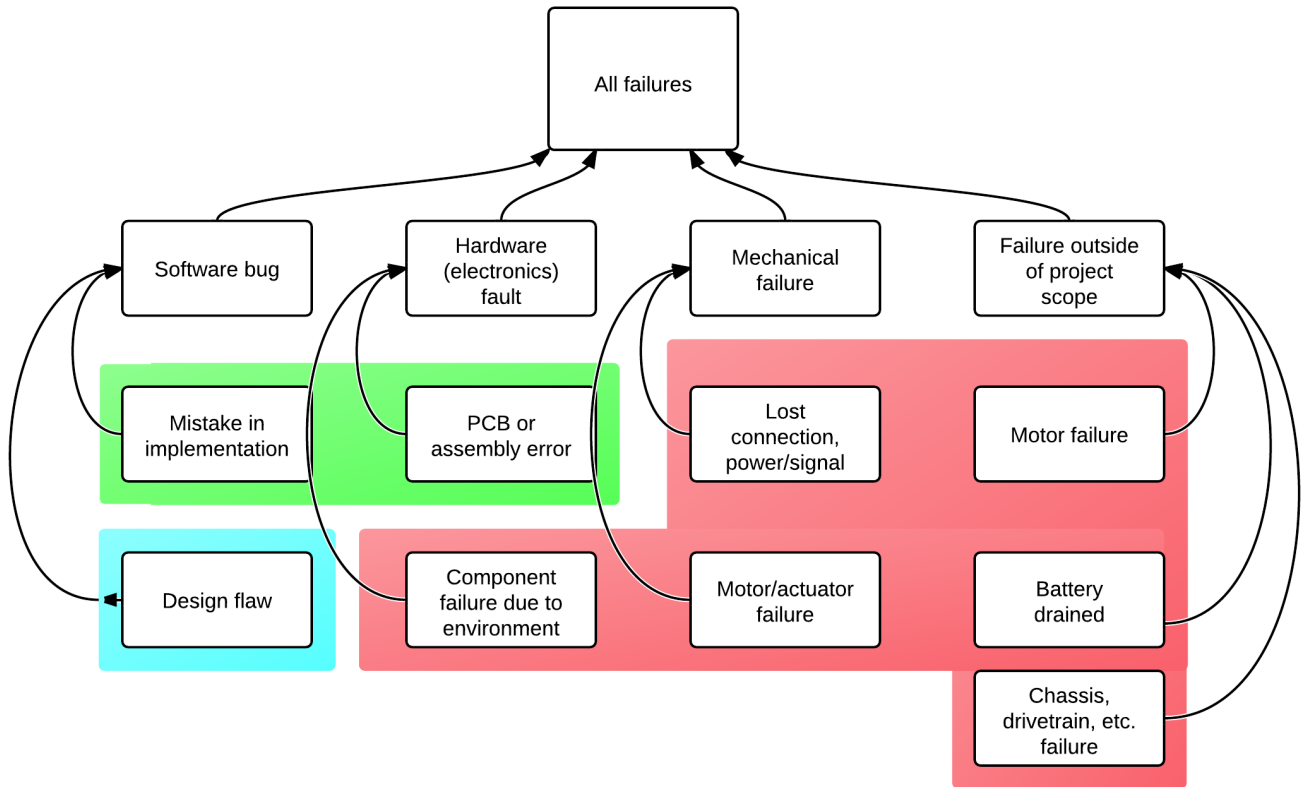 All failures
Software bug
Hardware
(electronics)
fault
Mechanical
failure
Failure outside
of project
scope
Mistake in
implementation
PCB or
assembly error
Lost
connection,
power/signal
Motor failure
Design flaw
Component
failure due to
environment
Motor/actuator
failure
Battery
drained
Chassis,
drivetrain, etc.
failure